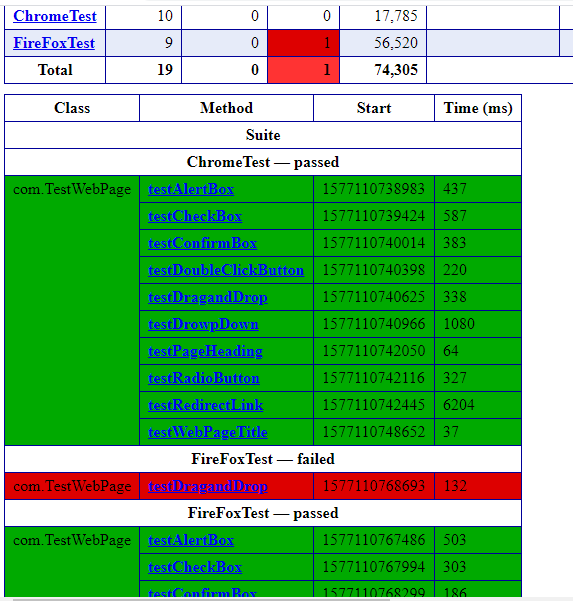 ChromeTest 10 0 0 17,785
FireFoxTest 9 0 1 56,520
Total 19 0 1 74,305
Class Method Start Time (ms)
Suite
ChromeTest — passed
com.TestWebPage testAlertBox 1577110738983 437
testCheckBox 1577110739424 587
testConfirmBox 1577110740014 383
testDoubleClickButton 1577110740398 220
testDragandDrop 1577110740625 338
testDrowpDown 1577110740966 1080
testPageHeading 1577110742050 64
testRadioButton 1577110742116 327
testRedirectLink 1577110742445 6204
testWebPageTitle 1577110748652 37
FireFoxTest — failed
com.TestWebPage testDragandDrop 1577110768693 132
FireFoxTest — passed
com.TestWebPage testAlertBox 1577110767486 503
testCheckBox 1577110767994 303
testConfirmBox 1577110768299 186